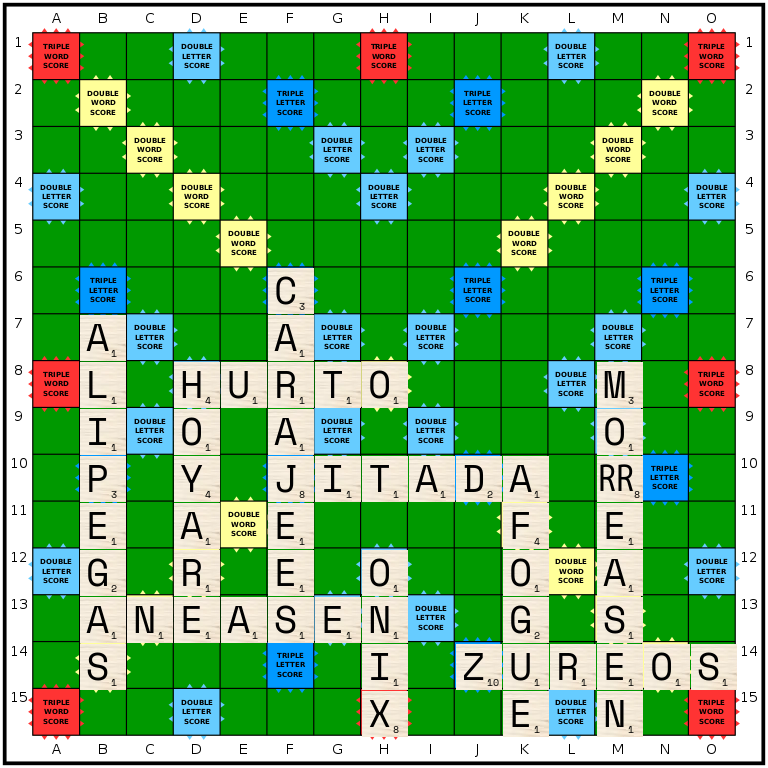 A B C D E F G H I J K L M N O
1 TRIPLE WORD SCORE DOUBLE LETTER SCORE TRIPLE WORD SCORE DOUBLE LETTER SCORE TRIPLE WORD SCORE 1
2 DOUBLE WORD SCORE TRIPLE LETTER SCORE TRIPLE LETTER SCORE DOUBLE WORD SCORE 2
3 DOUBLE WORD SCORE DOUBLE LETTER SCORE DOUBLE LETTER SCORE DOUBLE WORD SCORE 3
4 DOUBLE LETTER SCORE DOUBLE WORD SCORE DOUBLE LETTER SCORE DOUBLE WORD SCORE DOUBLE LETTER SCORE 4
5 DOUBLE WORD SCORE DOUBLE WORD SCORE 5
6 TRIPLE LETTER SCORE C3 TRIPLE LETTER SCORE TRIPLE LETTER SCORE 6
7 A1 DOUBLE LETTER SCORE A1 DOUBLE LETTER SCORE DOUBLE LETTER SCORE DOUBLE LETTER SCORE 7
8 TRIPLE WORD SCORE L1 H4 U1 R1 T1 O1 DOUBLE LETTER SCORE M3 TRIPLE WORD SCORE 8
9 I1 DOUBLE LETTER SCORE O1 A1 DOUBLE LETTER SCORE DOUBLE LETTER SCORE O1 9
10 P3 Y4 J8 I1 T1 A1 D2 A1 RR8 TRIPLE LETTER SCORE 10
11 E1 A1 DOUBLE WORD SCORE E1 F4 E1 11
12 DOUBLE LETTER SCORE G2 R1 E1 O1 O1 DOUBLE WORD SCORE A1 DOUBLE LETTER SCORE 12
13 A1 N1 E1 A1 S1 E1 N1 DOUBLE LETTER SCORE G2 S1 13
14 S1 TRIPLE LETTER SCORE I1 Z10 U1 R1 E1 O1 S1 14
15 TRIPLE WORD SCORE DOUBLE LETTER SCORE X8 E1 DOUBLE LETTER SCORE N1 TRIPLE WORD SCORE 15
A B C D E F G H I J K L M N O